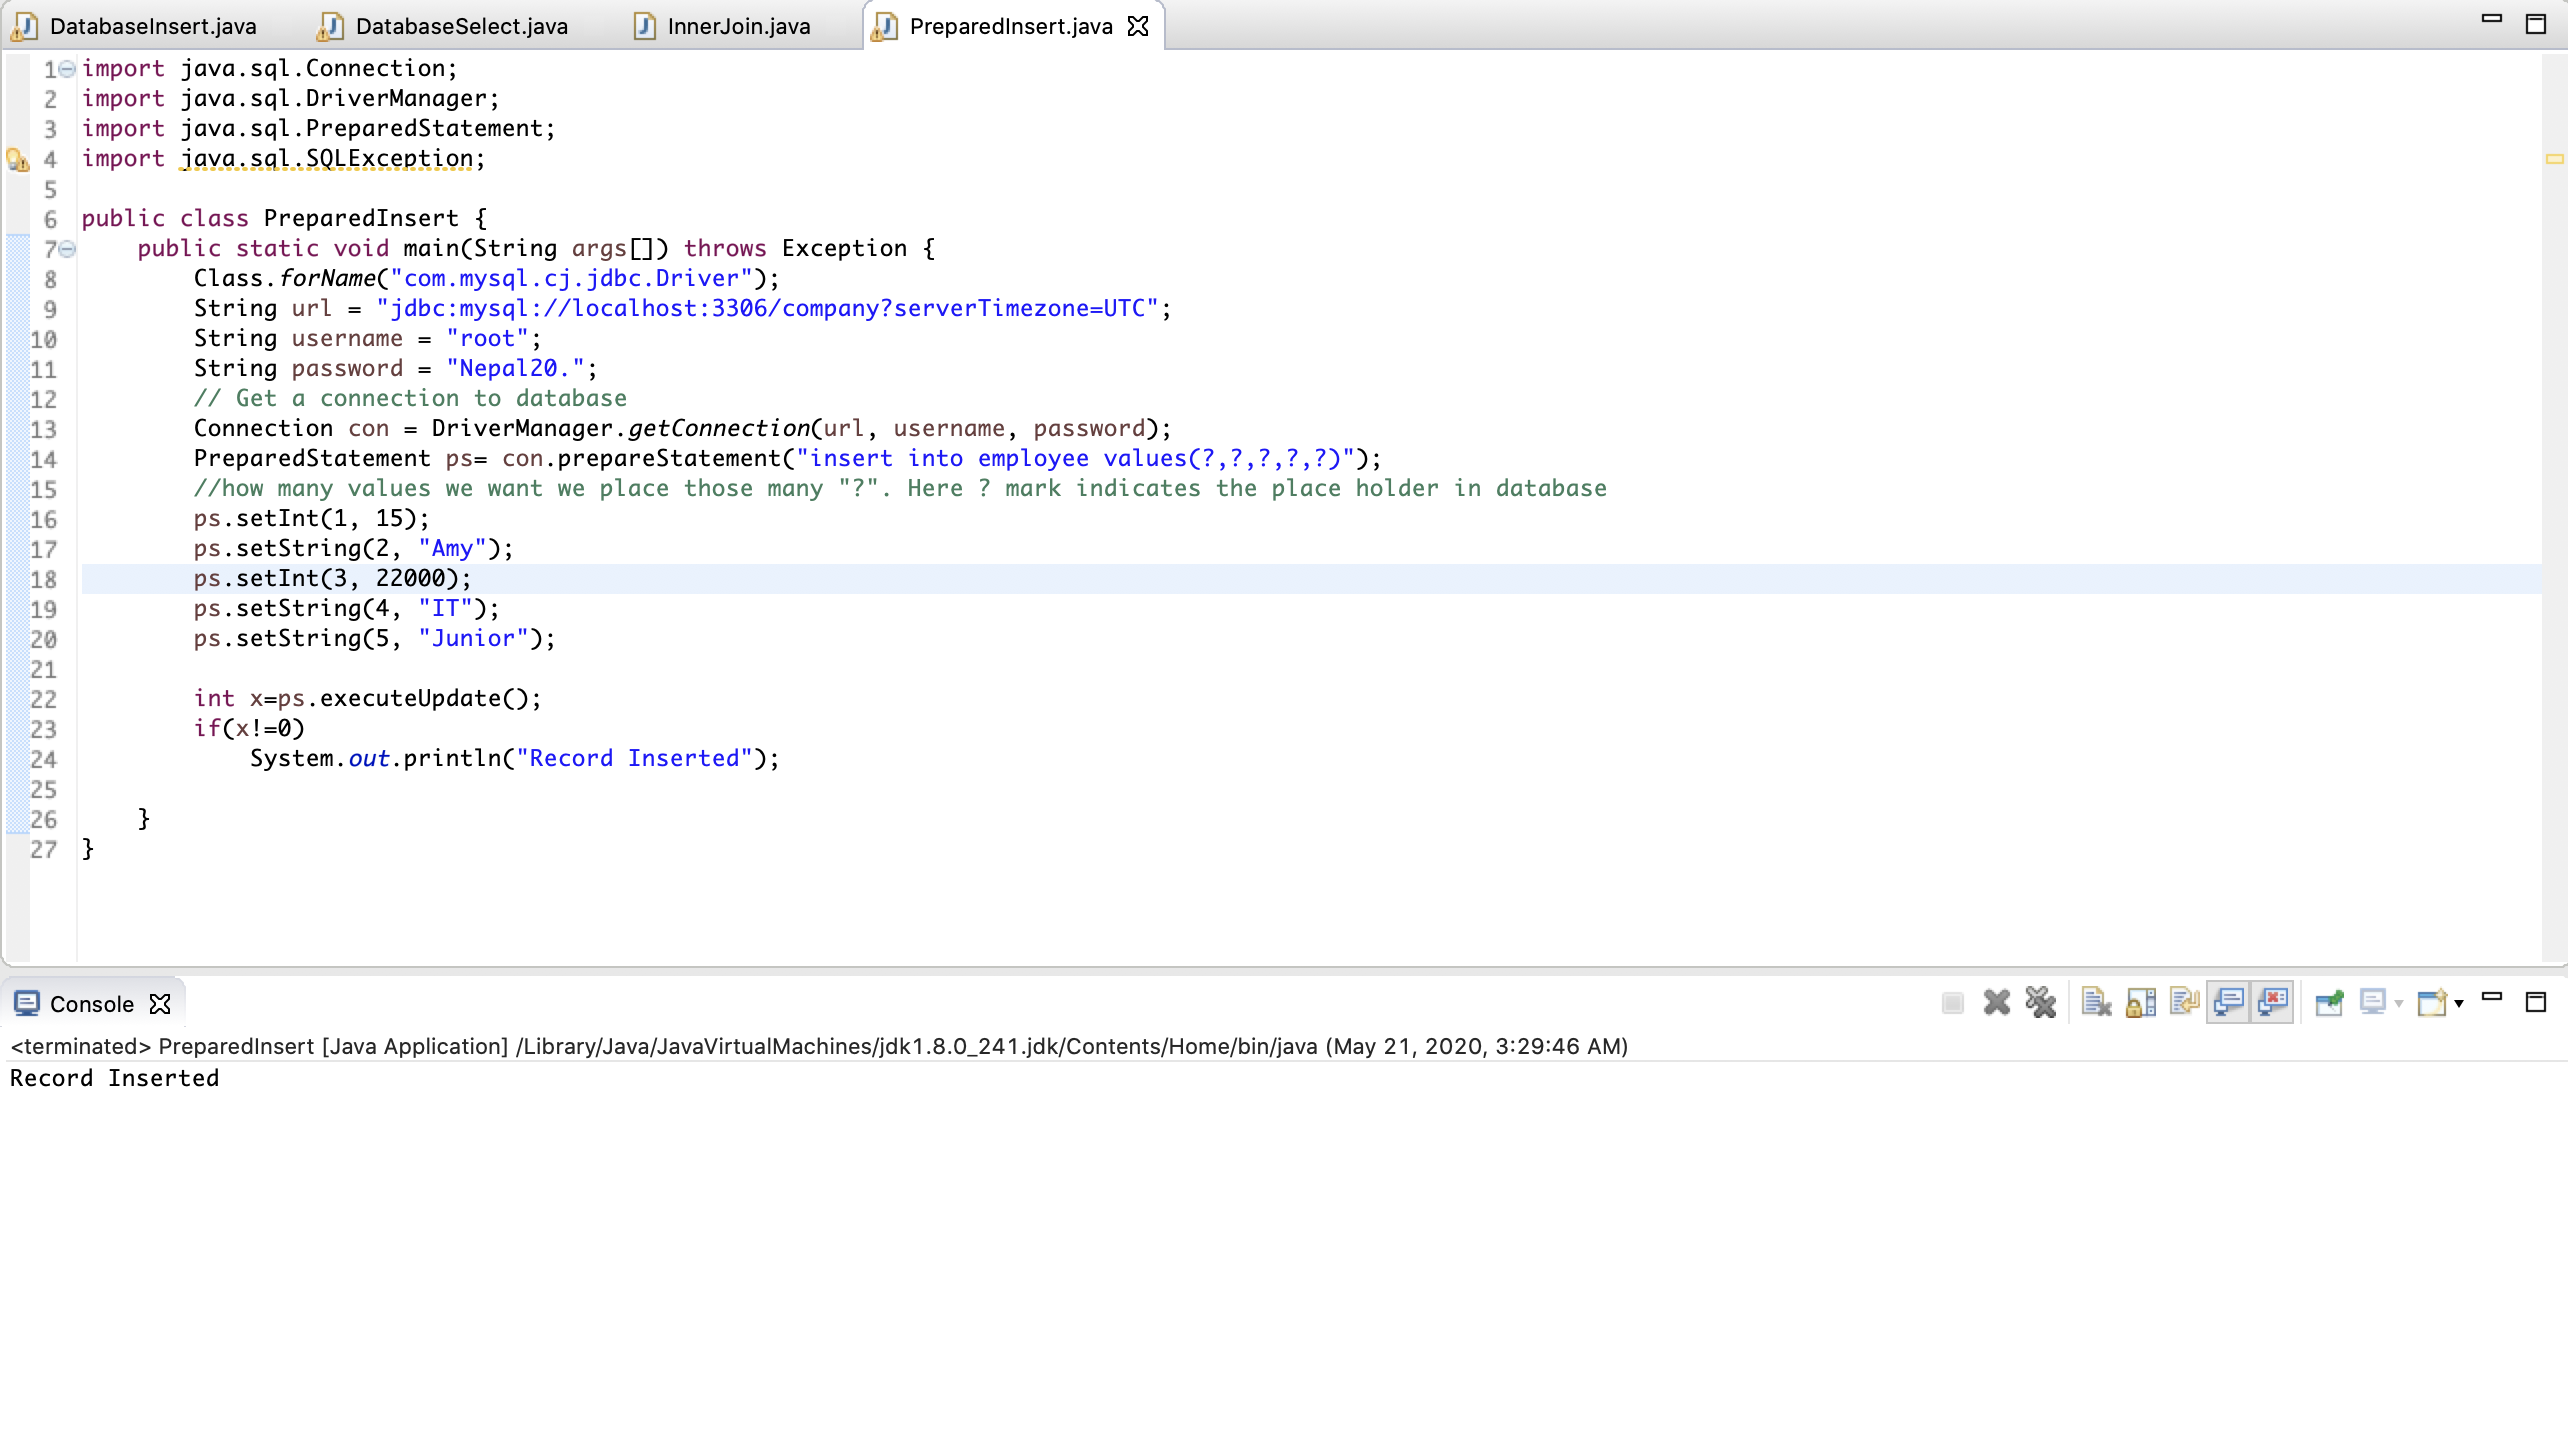 DatabaseInsert.java DatabaseSelect.java InnerJoin.java PreparedInsert.java
1 import java.sql.Connection;
2 import java.sql.DriverManager;
3 import java.sql.PreparedStatement;
4 import java.sql.SQLException;
5
6 public class PreparedInsert {
7     public static void main(String args[]) throws Exception {
8         Class.forName("com.mysql.cj.jdbc.Driver");
9         String url = "jdbc:mysql://localhost:3306/company?serverTimezone=UTC";
10         String username = "root";
11         String password = "Nepal20.";
12         // Get a connection to database
13         Connection con = DriverManager.getConnection(url, username, password);
14         PreparedStatement ps= con.prepareStatement("insert into employee values(?,?,?,?,?)");
15         //how many values we want we place those many "?". Here ? mark indicates the place holder in database
16         ps.setInt(1, 15);
17         ps.setString(2, "Amy");
18         ps.setInt(3, 22000);
19         ps.setString(4, "IT");
20         ps.setString(5, "Junior");
21
22         int x=ps.executeUpdate();
23         if(x!=0)
24             System.out.println("Record Inserted");
25
26     }
27 }
Console
<terminated> PreparedInsert [Java Application] /Library/Java/JavaVirtualMachines/jdk1.8.0_241.jdk/Contents/Home/bin/java (May 21, 2020, 3:29:46 AM)
Record Inserted